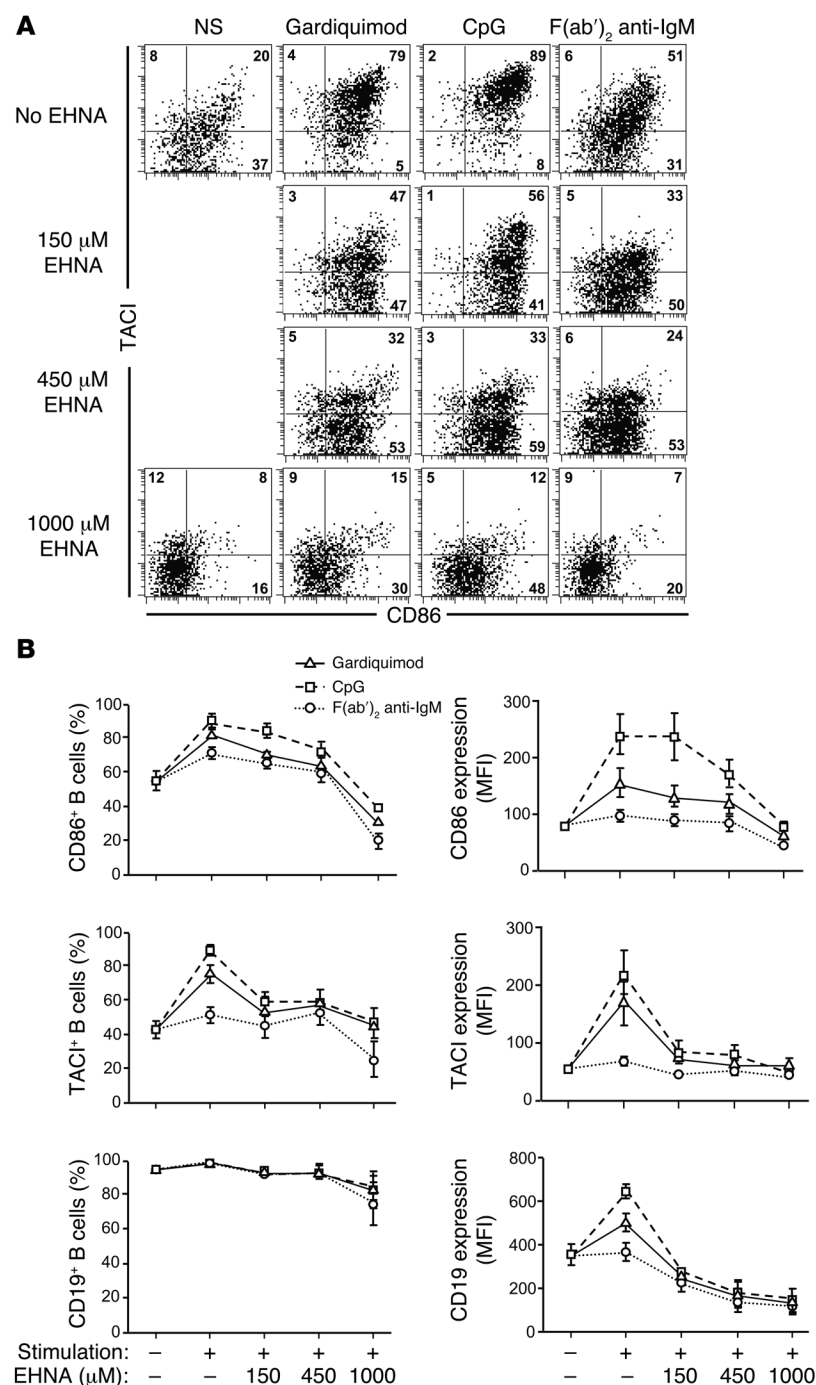 A
NS Gardiquimod CpG F(ab′)₂ anti-IgM
No EHNA
8 20 4 79 2 89 6 51
37 5 8 31
150 µM
EHNA
3 47 1 56 5 33
47 41 50
TACI
450 µM
EHNA
5 32 3 33 6 24
53 59 53
1000 µM
EHNA
12 8 9 15 5 12 9 7
16 30 48 20
CD86
B
Gardiquimod
CpG
F(ab′)₂ anti-IgM
CD86⁺ B cells (%)
100
80
60
40
20
0
CD86 expression
(MFI)
300
200
100
0
TACI⁺ B cells (%)
100
80
60
40
20
0
TACI expression
(MFI)
300
200
100
0
CD19⁺ B cells (%)
100
80
60
40
20
0
CD19 expression
(MFI)
800
600
400
200
0
Stimulation: – + + + + – + + + +
EHNA (µM): – – 150 450 1000 – – 150 450 1000